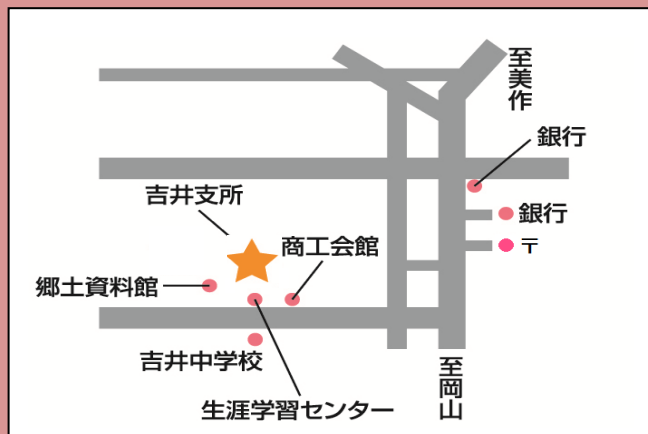 至美作
銀行
吉井支所
銀行
商工会館
〒
郷土資料館
吉井中学校
至岡山
生涯学習センター